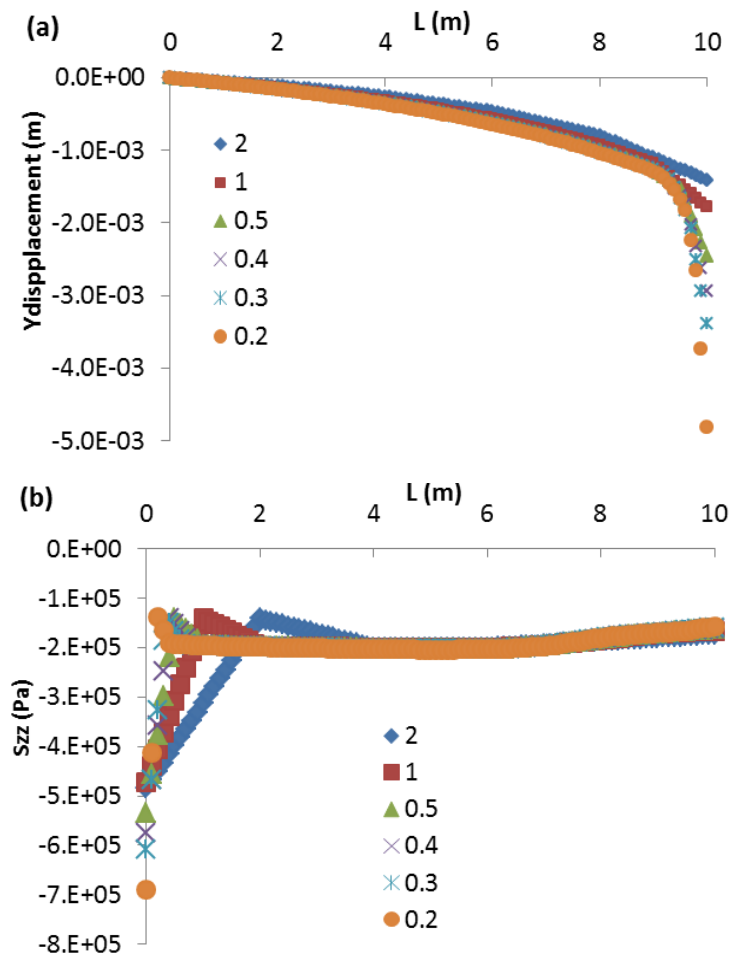 (a)
L (m)
0 2 4 6 8 10
0.0E+00
-1.0E-03
-2.0E-03
-3.0E-03
-4.0E-03
-5.0E-03
Ydispplacement (m)
2
1
0.5
0.4
0.3
0.2
(b)
L (m)
0 2 4 6 8 10
0.E+00
-1.E+05
-2.E+05
-3.E+05
-4.E+05
-5.E+05
-6.E+05
-7.E+05
-8.E+05
Szz (Pa)
2
1
0.5
0.4
0.3
0.2